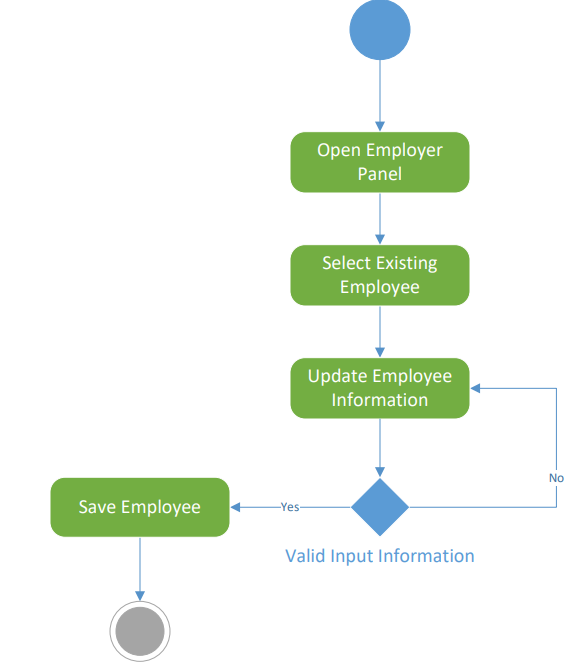 Open Employer
Panel
Select Existing
Employee
Update Employee
Information
No
Save Employee
Yes
Valid Input Information